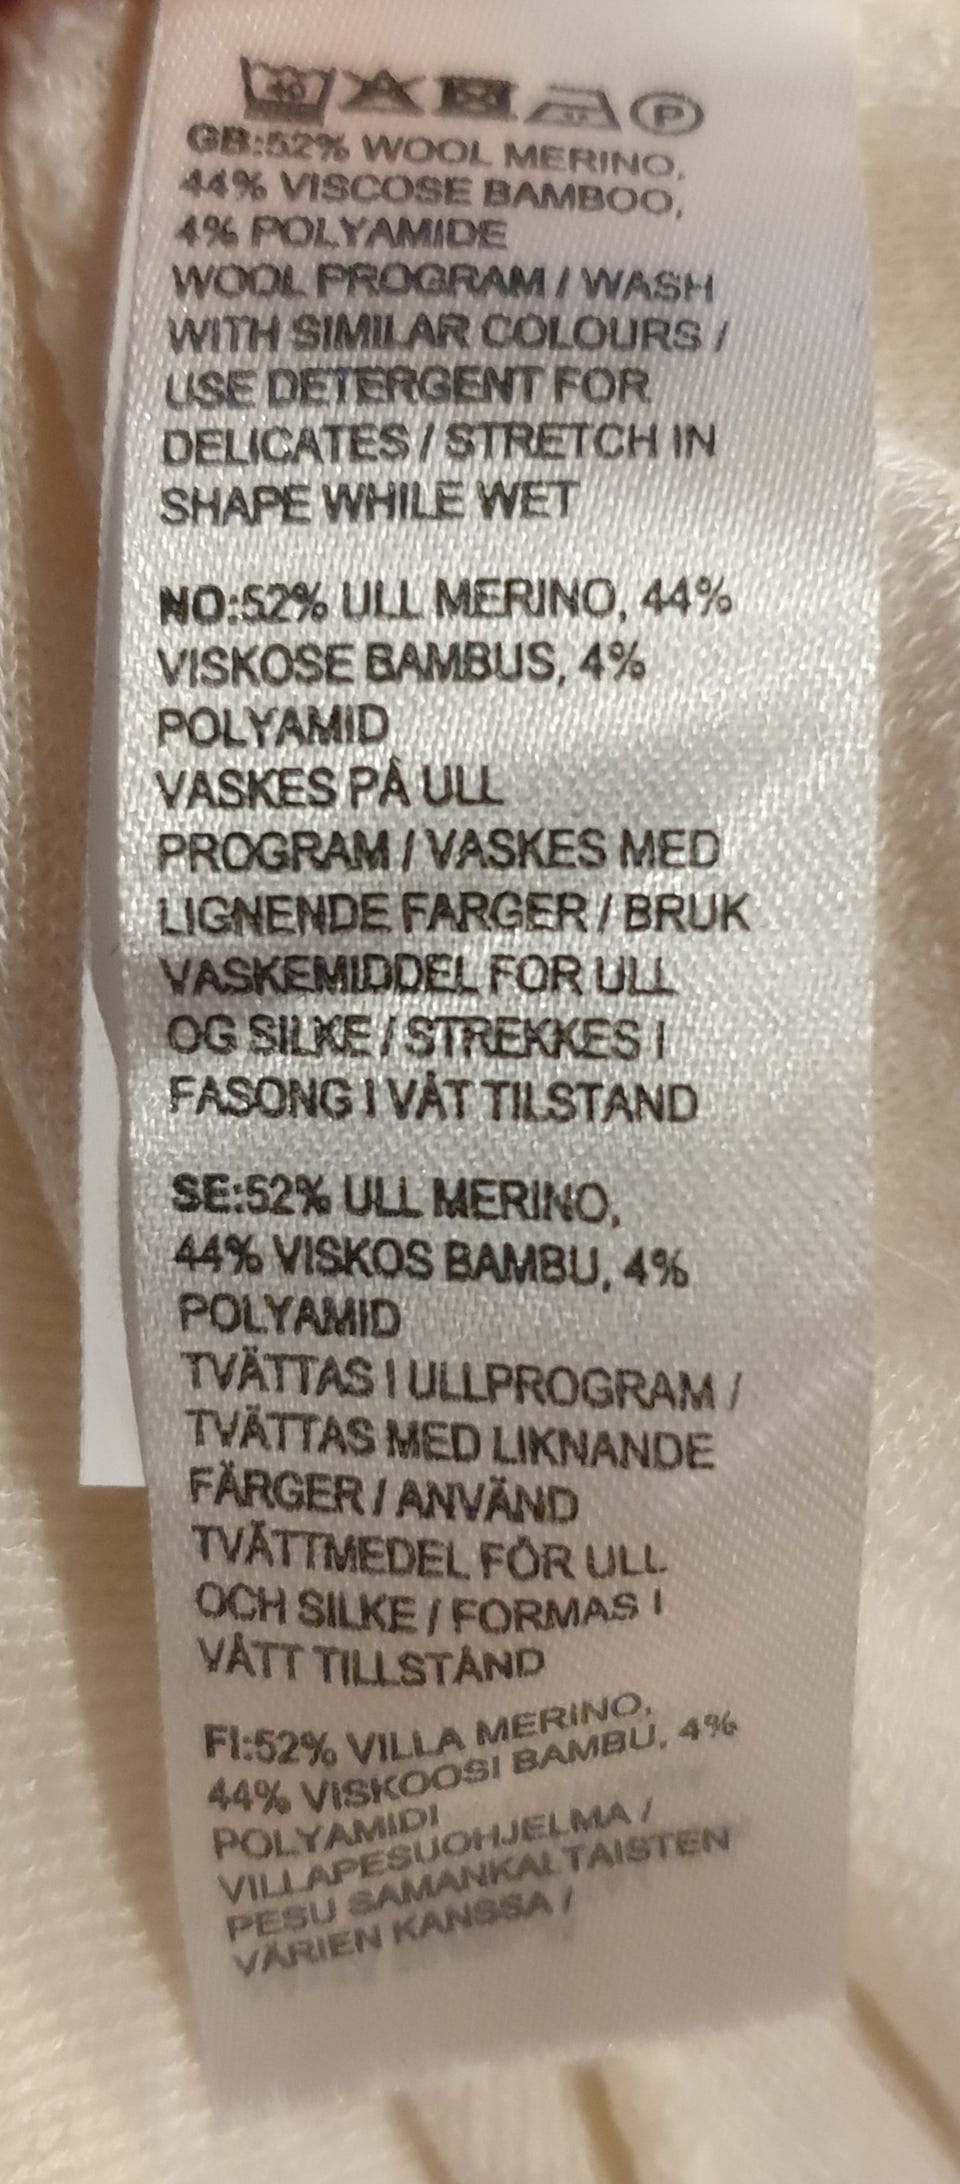 40 P
GB:52% WOOL MERINO,
44% VISCOSE BAMBOO,
4% POLYAMIDE
WOOL PROGRAM / WASH
WITH SIMILAR COLOURS /
USE DETERGENT FOR
DELICATES / STRETCH IN
SHAPE WHILE WET
NO:52% ULL MERINO, 44%
VISKOSE BAMBUS, 4%
POLYAMID
VASKES PÅ ULL
PROGRAM / VASKES MED
LIGNENDE FARGER / BRUK
VASKEMIDDEL FOR ULL
OG SILKE / STREKKES I
FASONG I VÅT TILSTAND
SE:52% ULL MERINO,
44% VISKOS BAMBU, 4%
POLYAMID
TVÄTTAS I ULLPROGRAM /
TVÄTTAS MED LIKNANDE
FÄRGER / ANVÄND
TVÄTTMEDEL FÖR ULL
OCH SILKE / FORMAS I
VÅTT TILLSTÅND
FI:52% VILLA MERINO,
44% VISKOOSI BAMBU, 4%
POLYAMIDI
VILLAPESUOHJELMA /
PESU SAMANKALTAISTEN
VÄRIEN KANSSA /